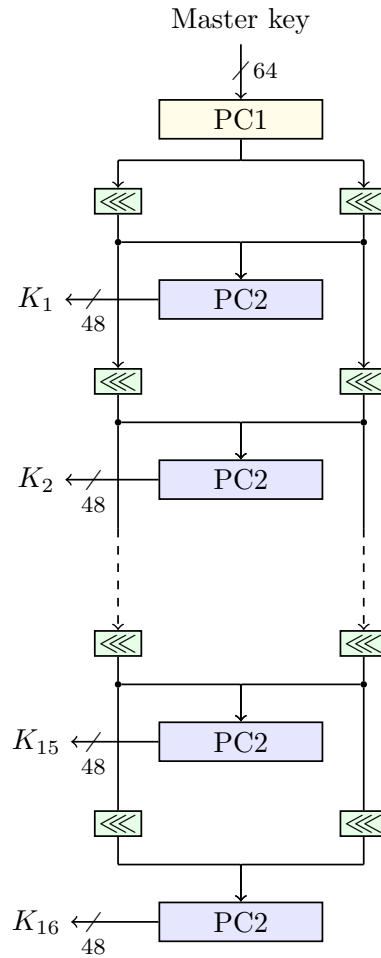 Master key
64
PC1
⋘ ⋘
K₁ PC2
48
⋘ ⋘
K₂ PC2
48
⋘ ⋘
K₁₅ PC2
48
⋘ ⋘
K₁₆ PC2
48